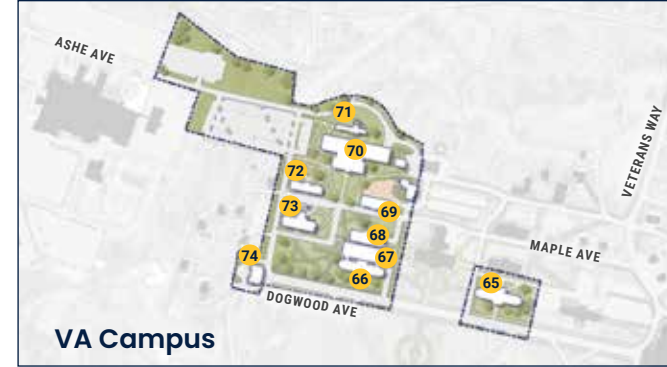 ASHE AVE
VETERANS WAY
71
70
72
69
73
68
67
74
66
65
MAPLE AVE
DOGWOOD AVE
VA Campus